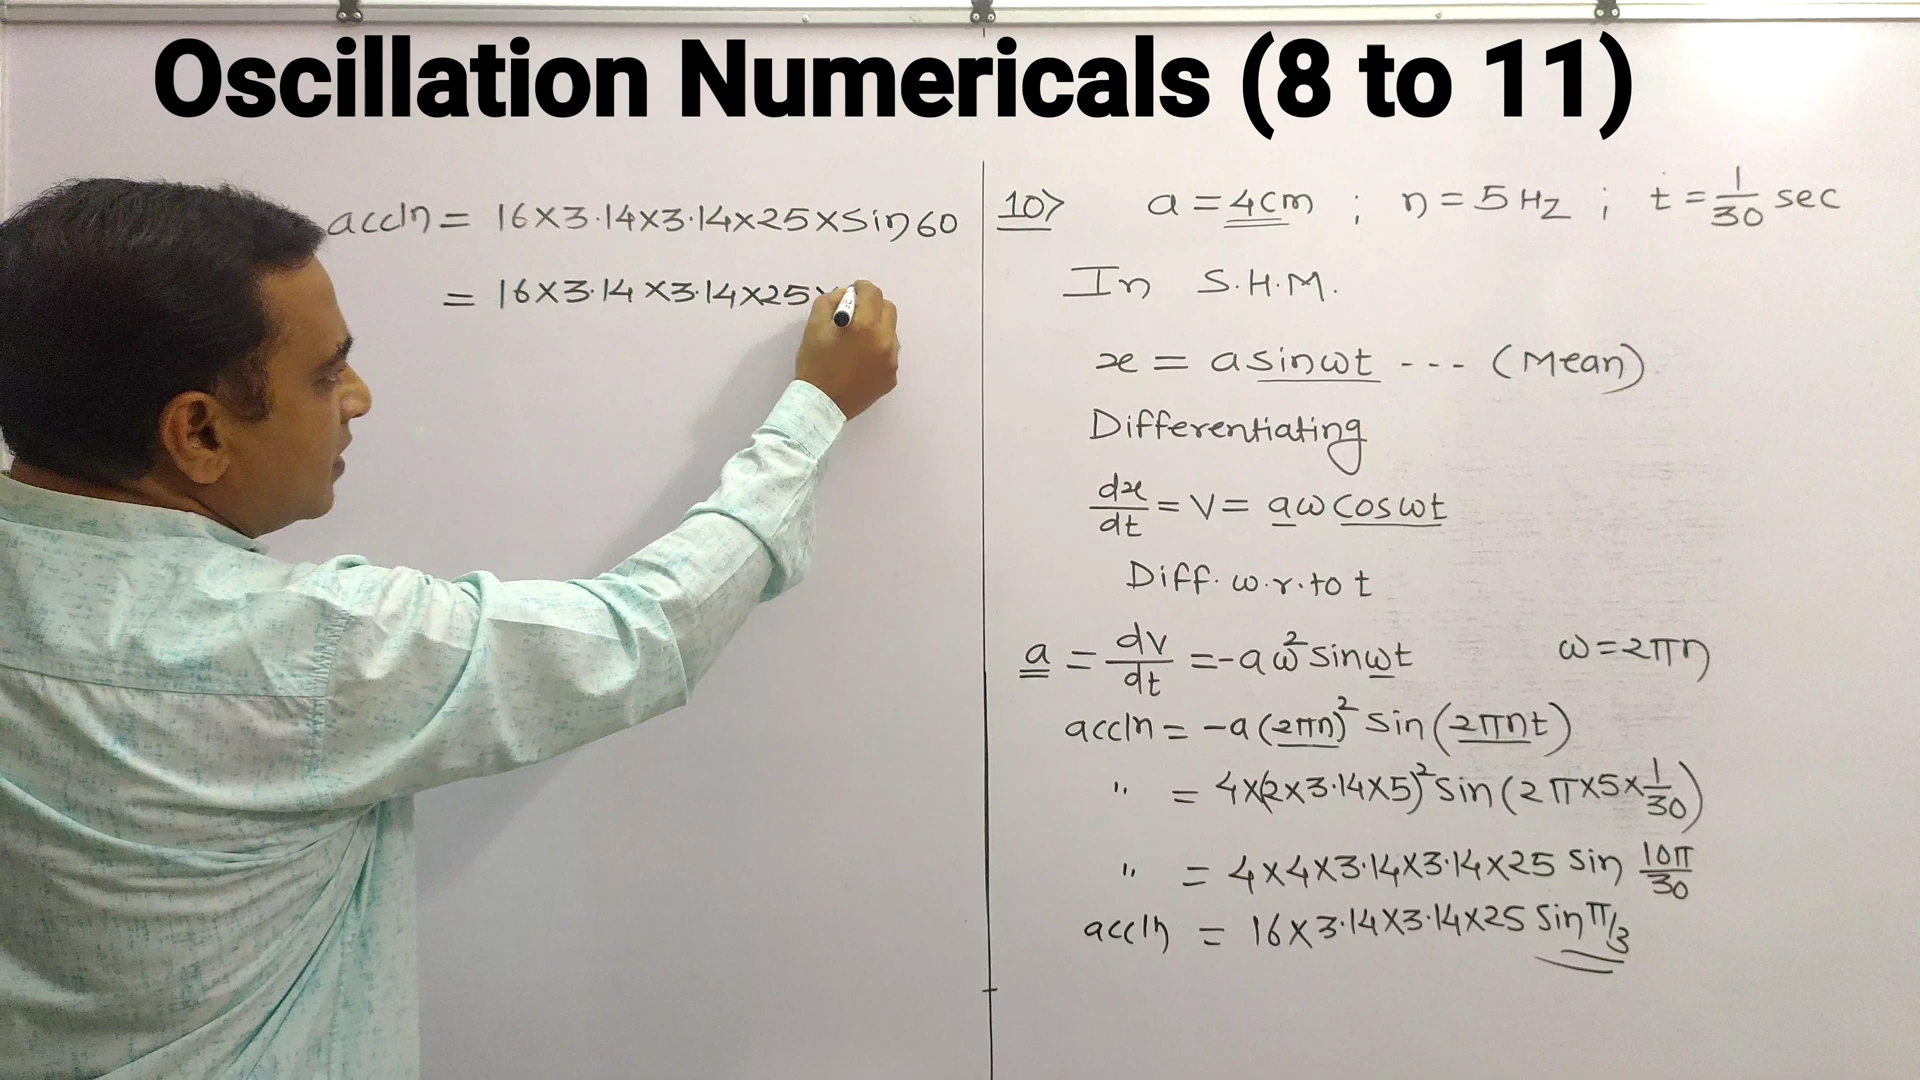 Oscillation Numericals (8 to 11)
accln = 16×3.14×3.14×25×sin60
= 16×3.14×3.14×25×
10> a = 4cm ; n = 5 Hz ; t = 1/30 sec
In S.H.M.
x = a sinωt --- (Mean)
Differentiating
dx/dt = V = aω cosωt
Diff. w.r.to t
a = dv/dt = -aω² sinωt ω = 2πn
accln = -a (2πn)² sin (2πnt)
" = 4×(2×3.14×5)² sin (2π×5×1/30)
" = 4×4×3.14×3.14×25 sin 10π/30
accln = 16×3.14×3.14×25 sin π/3